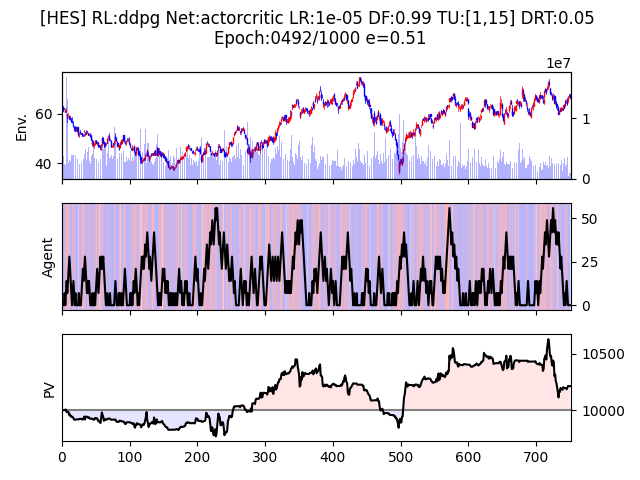 [HES] RL:ddpg Net:actorcritic LR:1e-05 DF:0.99 TU:[1,15] DRT:0.05
Epoch:0492/1000 e=0.51
1e7
Env.
60
40
1
0
Agent
50
25
0
PV
10500
10000
0 100 200 300 400 500 600 700